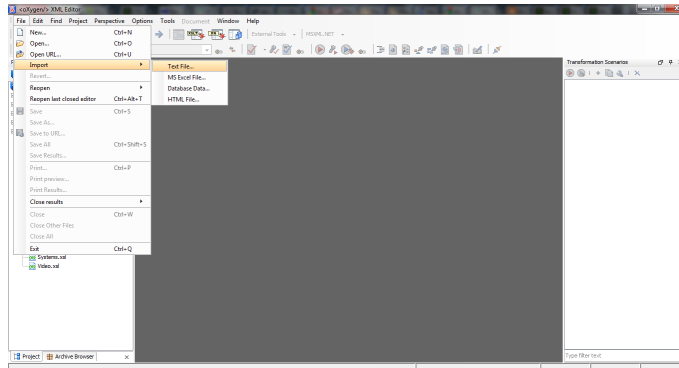 <oXygen/> XML Editor
File Edit Find Project Perspective Options Tools Document Window Help
New... Ctrl+N
Open... Ctrl+O
Open URL... Ctrl+U
Import
Revert...
Reopen
Reopen last closed editor Ctrl+Alt+T
Save Ctrl+S
Save As...
Save to URL...
Save All Ctrl+Shift+S
Save Results...
Print... Ctrl+P
Print preview...
Print Results...
Close results
Close Ctrl+W
Close Other Files
Close All
Exit Ctrl+Q
Text File...
MS Excel File...
Database Data...
HTML File...
External Tools
MSXML.NET
Transformation Scenarios
Systems.xsl
Video.xsl
Project Archive Browser
Type filter text